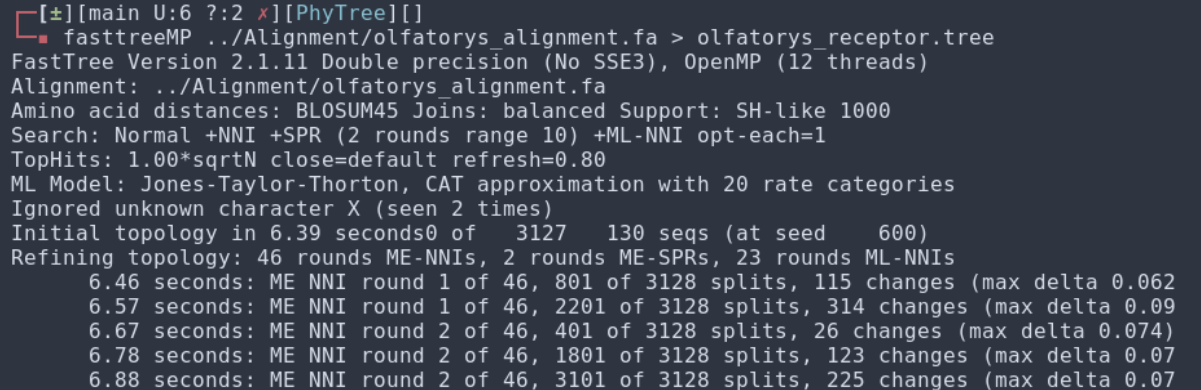 [±][main U:6 ?:2 ✗][PhyTree][]
fasttreeMP ../Alignment/olfatorys_alignment.fa > olfatorys_receptor.tree
FastTree Version 2.1.11 Double precision (No SSE3), OpenMP (12 threads)
Alignment: ../Alignment/olfatorys_alignment.fa
Amino acid distances: BLOSUM45 Joins: balanced Support: SH-like 1000
Search: Normal +NNI +SPR (2 rounds range 10) +ML-NNI opt-each=1
TopHits: 1.00*sqrtN close=default refresh=0.80
ML Model: Jones-Taylor-Thorton, CAT approximation with 20 rate categories
Ignored unknown character X (seen 2 times)
Initial topology in 6.39 seconds0 of   3127   130 seqs (at seed    600)
Refining topology: 46 rounds ME-NNIs, 2 rounds ME-SPRs, 23 rounds ML-NNIs
6.46 seconds: ME NNI round 1 of 46, 801 of 3128 splits, 115 changes (max delta 0.062
6.57 seconds: ME NNI round 1 of 46, 2201 of 3128 splits, 314 changes (max delta 0.09
6.67 seconds: ME NNI round 2 of 46, 401 of 3128 splits, 26 changes (max delta 0.074)
6.78 seconds: ME NNI round 2 of 46, 1801 of 3128 splits, 123 changes (max delta 0.07
6.88 seconds: ME NNI round 2 of 46, 3101 of 3128 splits, 225 changes (max delta 0.07